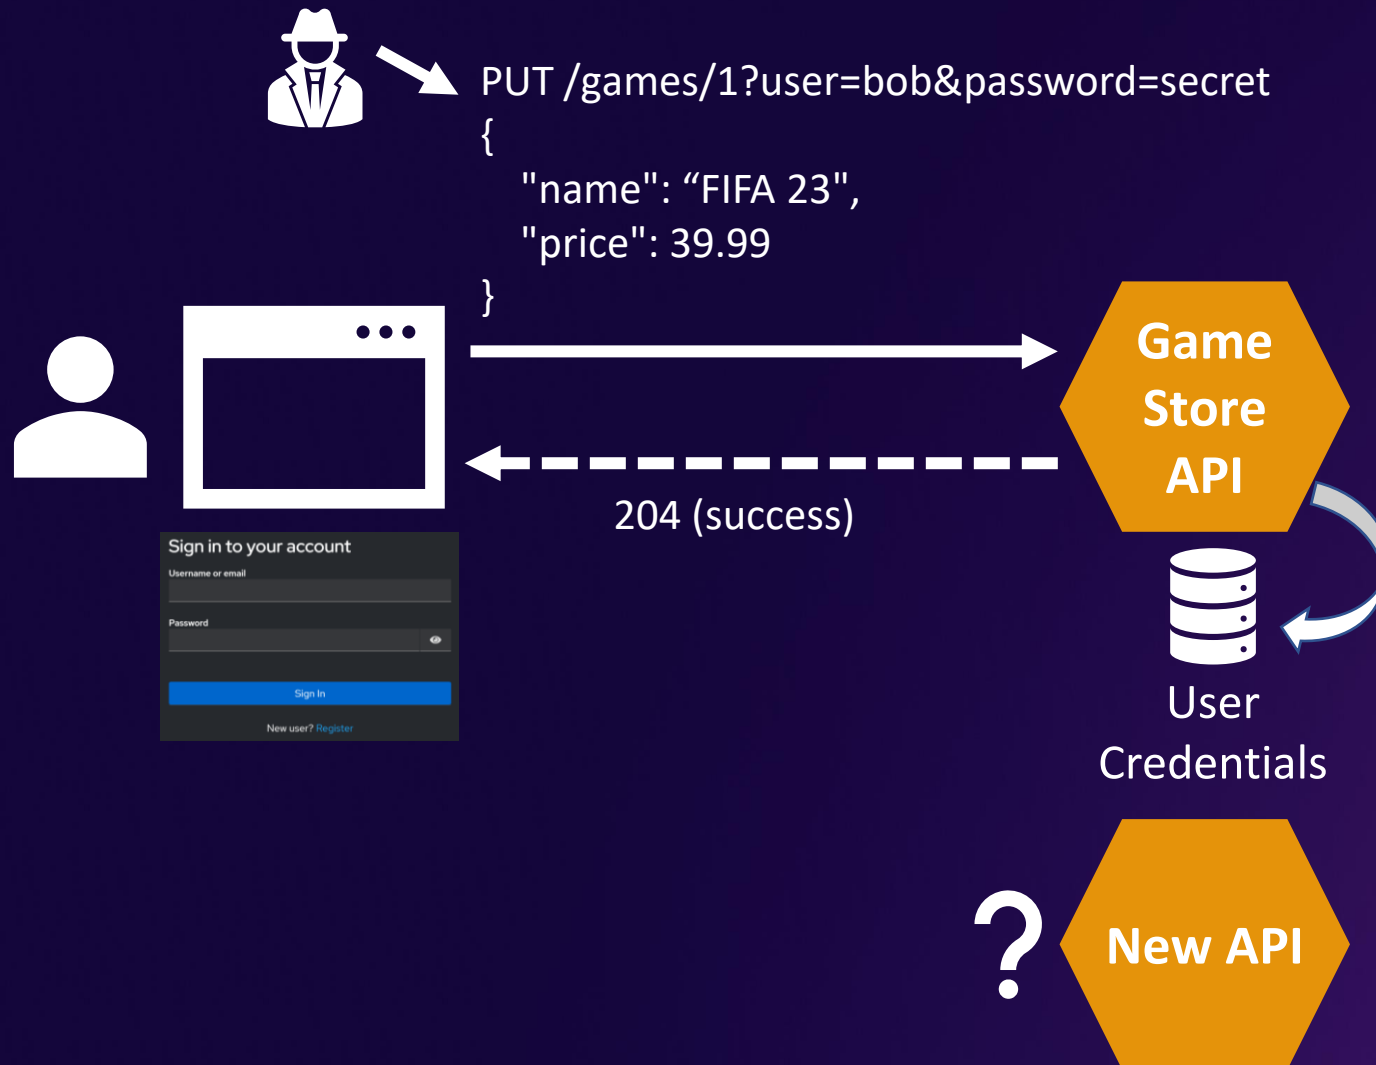 PUT /games/1?user=bob&password=secret
{
"name": “FIFA 23",
"price": 39.99
}
Game
Store
API
204 (success)
Sign in to your account
Username or email
Password
Sign In
New user? Register
User
Credentials
?
New API